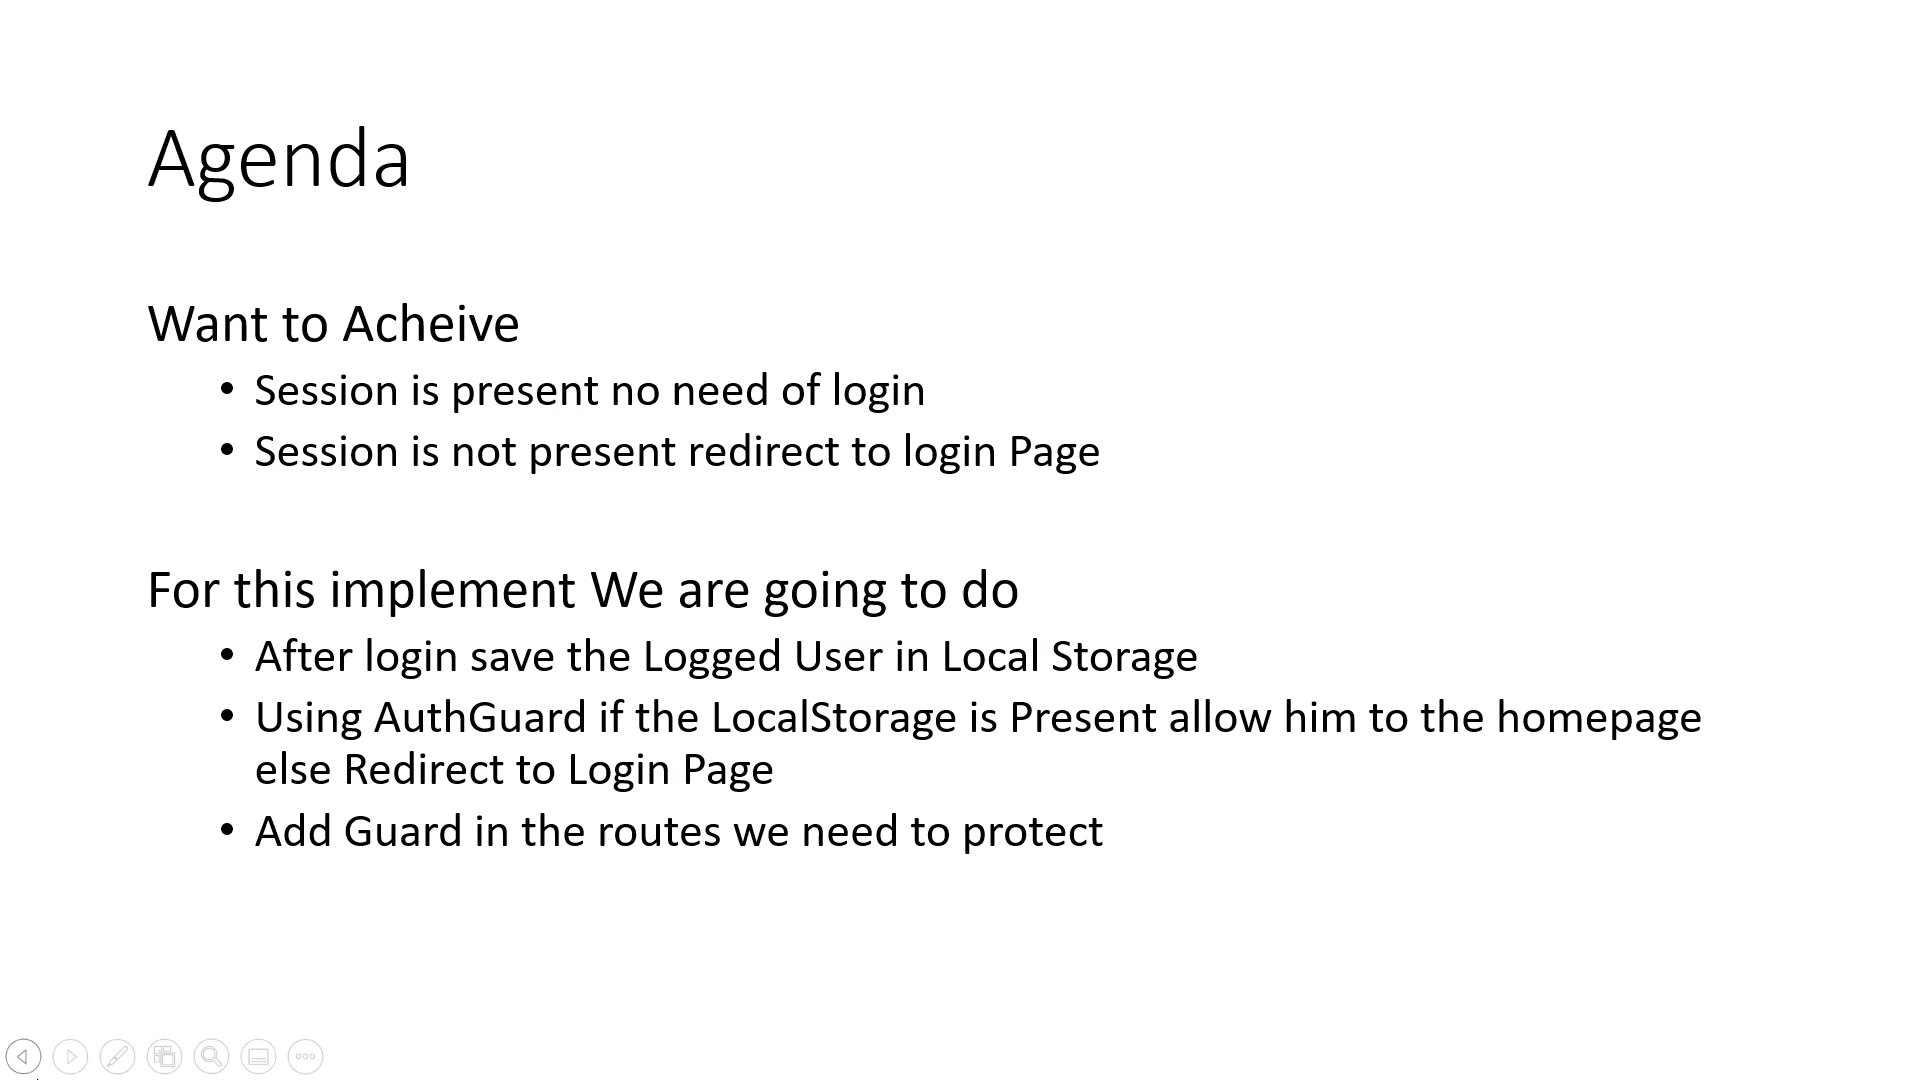 Agenda
Want to Acheive
• Session is present no need of login
• Session is not present redirect to login Page
For this implement We are going to do
• After login save the Logged User in Local Storage
• Using AuthGuard if the LocalStorage is Present allow him to the homepage
else Redirect to Login Page
• Add Guard in the routes we need to protect